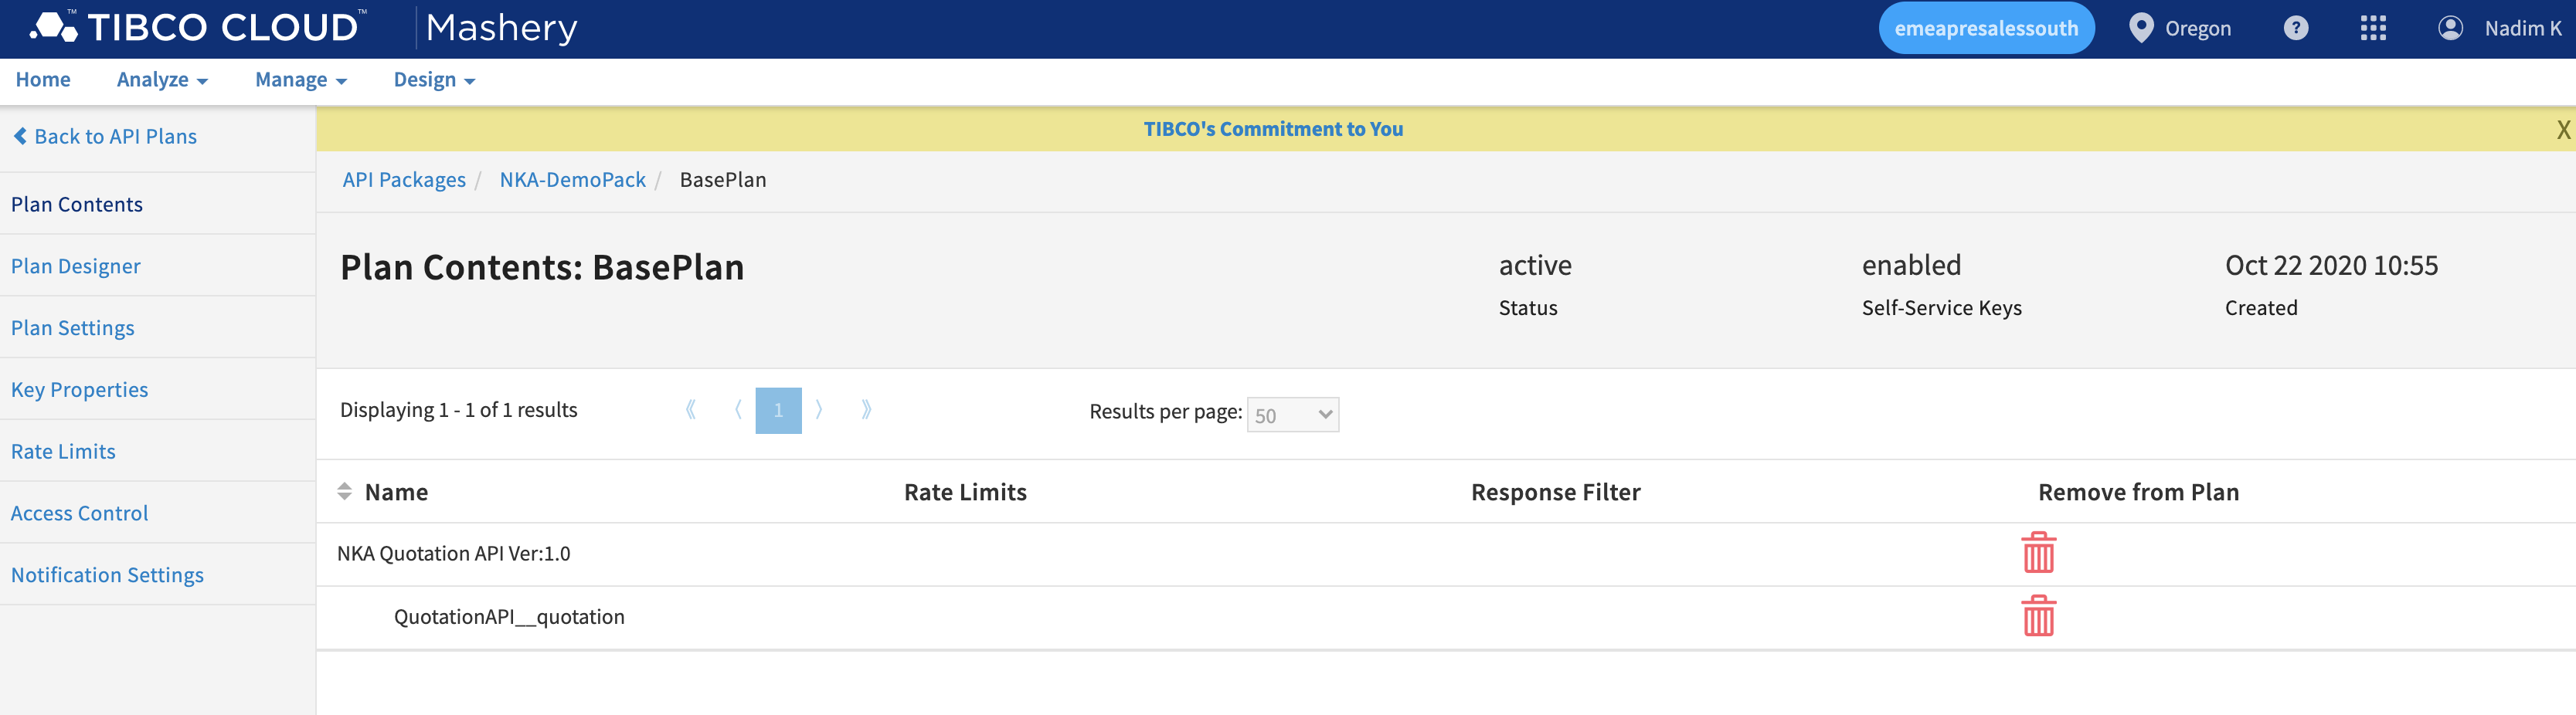 TIBCO CLOUD™ Mashery
emeapresalessouth
Oregon
?
Nadim K
Home
Analyze
Manage
Design
Back to API Plans
Plan Contents
Plan Designer
Plan Settings
Key Properties
Rate Limits
Access Control
Notification Settings
TIBCO's Commitment to You
X
API Packages / NKA-DemoPack / BasePlan
Plan Contents: BasePlan
active
Status
enabled
Self-Service Keys
Oct 22 2020 10:55
Created
Displaying 1 - 1 of 1 results
1
Results per page: 50
Name Rate Limits Response Filter Remove from Plan
NKA Quotation API Ver:1.0
QuotationAPI__quotation